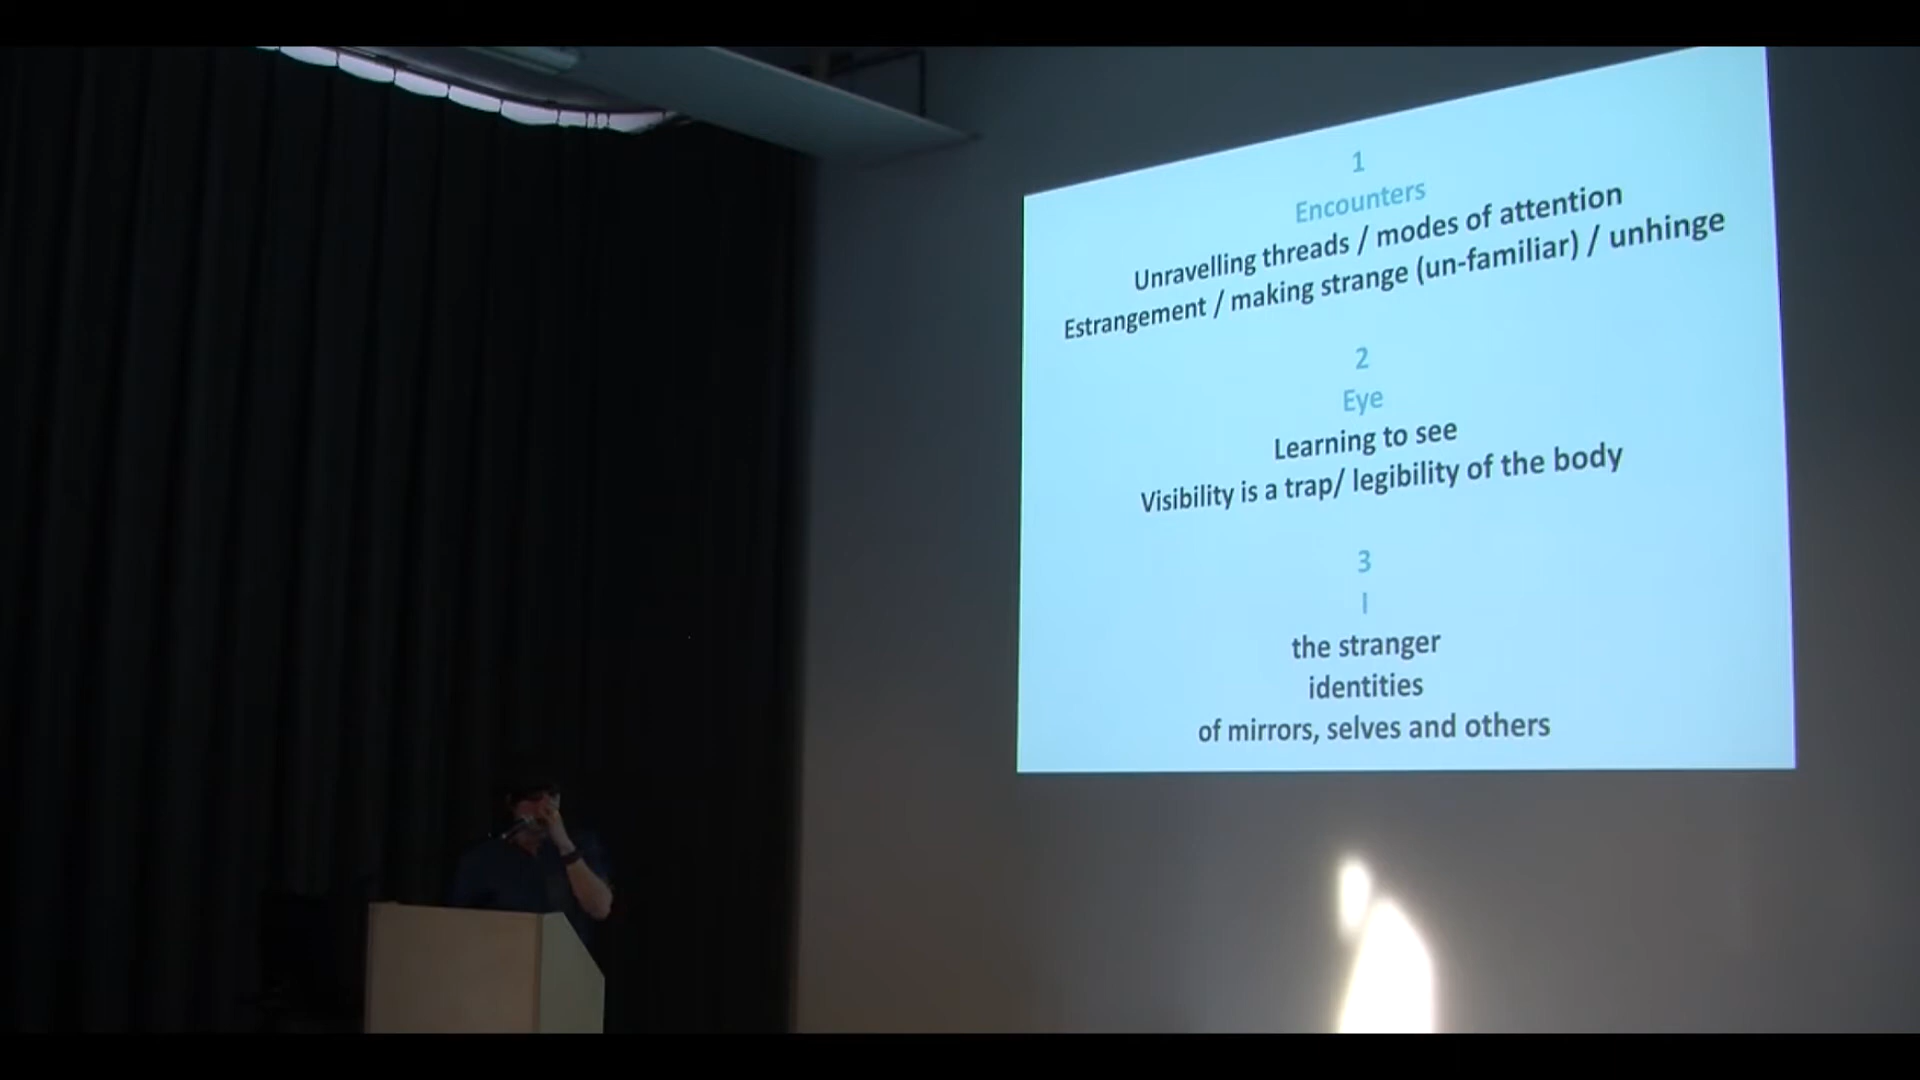 1
Encounters
Unravelling threads / modes of attention
Estrangement / making strange (un-familiar) / unhinge
2
Eye
Learning to see
Visibility is a trap/ legibility of the body
3
I
the stranger
identities
of mirrors, selves and others